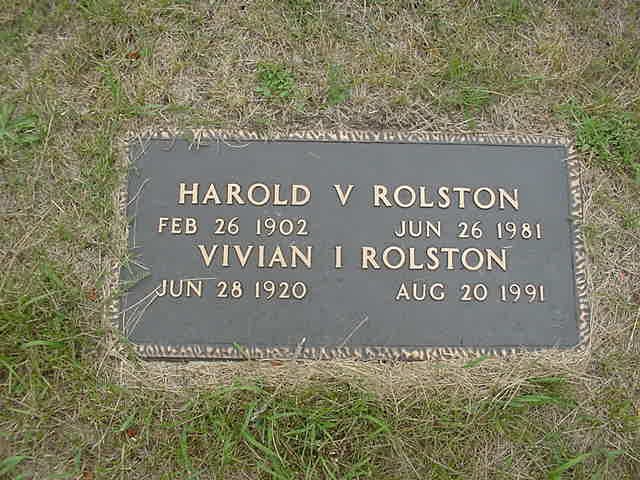 HAROLD V ROLSTON
FEB 26 1902 JUN 26 1981
VIVIAN I ROLSTON
JUN 28 1920 AUG 20 1991